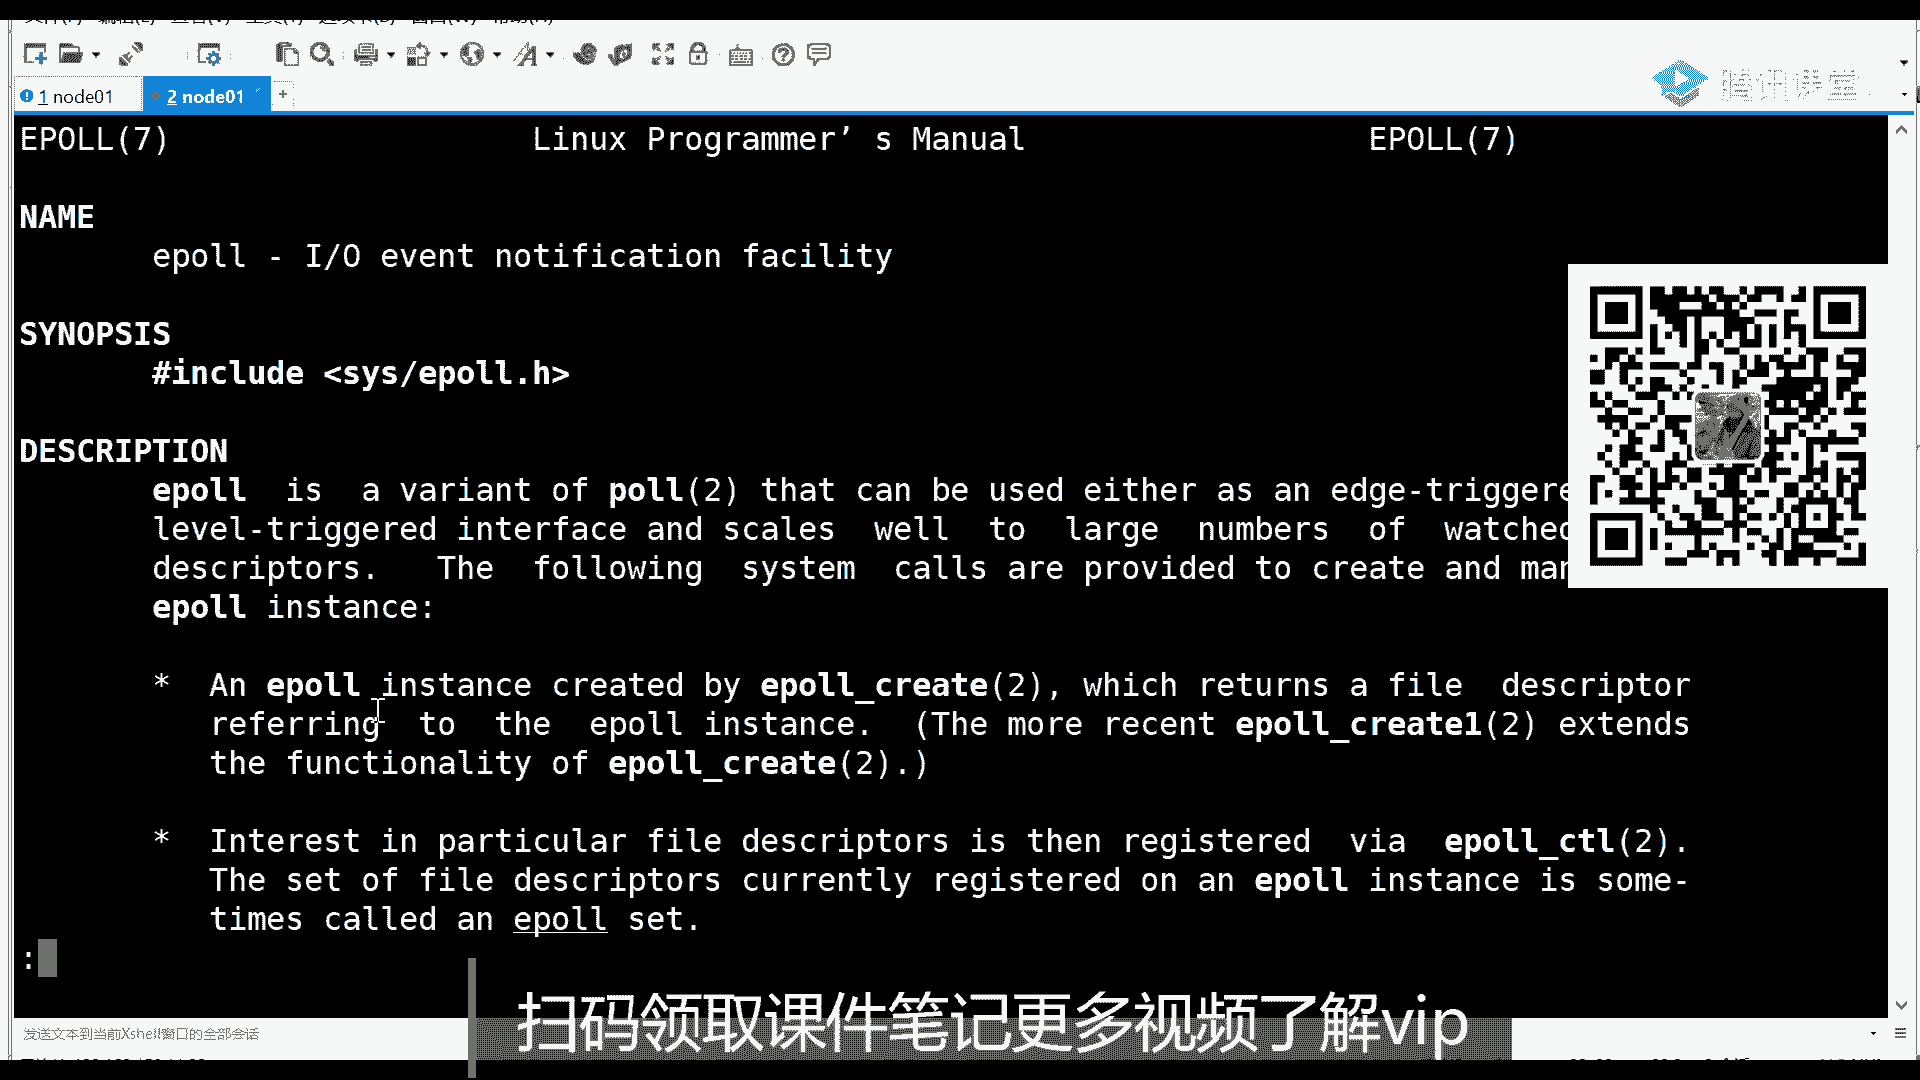 1 node01
2 node01
+
腾讯课堂
EPOLL(7) Linux Programmer’ s Manual EPOLL(7)
NAME
epoll - I/O event notification facility
SYNOPSIS
#include <sys/epoll.h>
DESCRIPTION
epoll is a variant of poll(2) that can be used either as an edge-triggere
level-triggered interface and scales well to large numbers of watched
descriptors. The following system calls are provided to create and man
epoll instance:
* An epoll instance created by epoll_create(2), which returns a file descriptor
referring to the epoll instance. (The more recent epoll_create1(2) extends
the functionality of epoll_create(2).)
* Interest in particular file descriptors is then registered via epoll_ctl(2).
The set of file descriptors currently registered on an epoll instance is some-
times called an epoll set.
:
发送文本到当前Xshell窗口的全部会话
扫码领取课件笔记更多视频了解vip